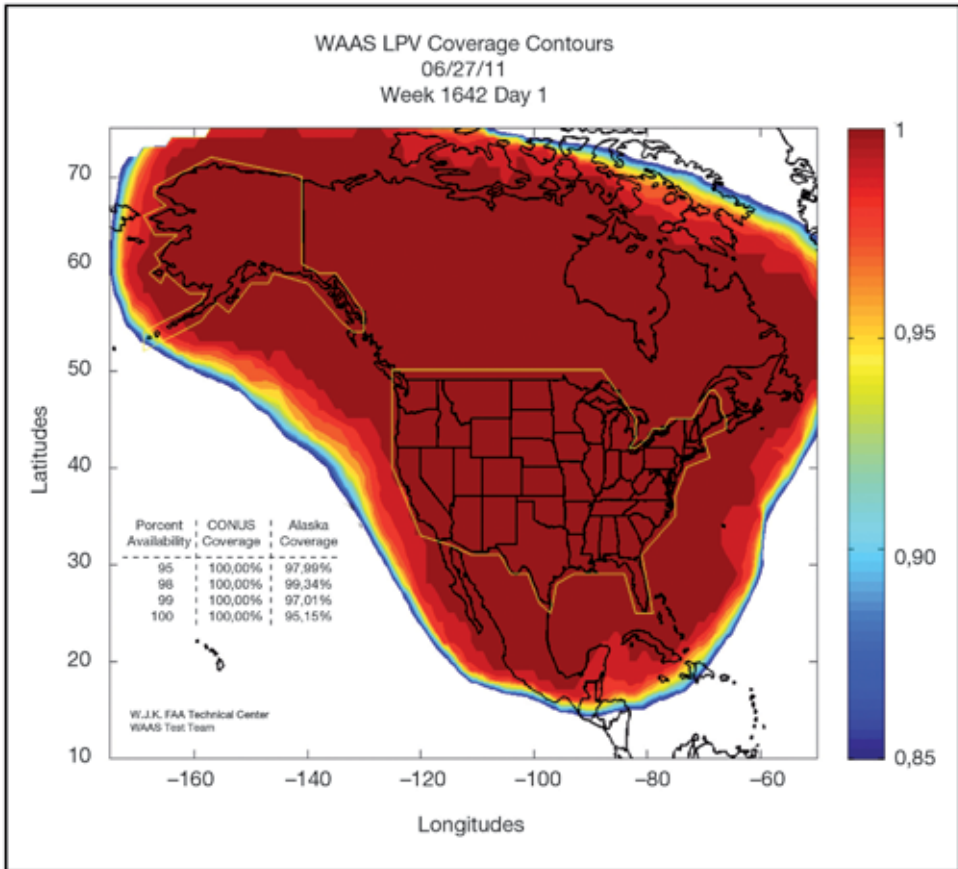 WAAS LPV Coverage Contours
06/27/11
Week 1642 Day 1
Latitudes
70
60
50
40
30
20
10
Porcent CONUS Alaska
Availability Coverage Coverage
95 100,00% 97,99%
98 100,00% 99,34%
99 100,00% 97,01%
100 100,00% 95,15%
W.J.K. FAA Technical Center
WAAS Test Team
–160 –140 –120 –100 –80 –60
Longitudes
1
0,95
0,90
0,85